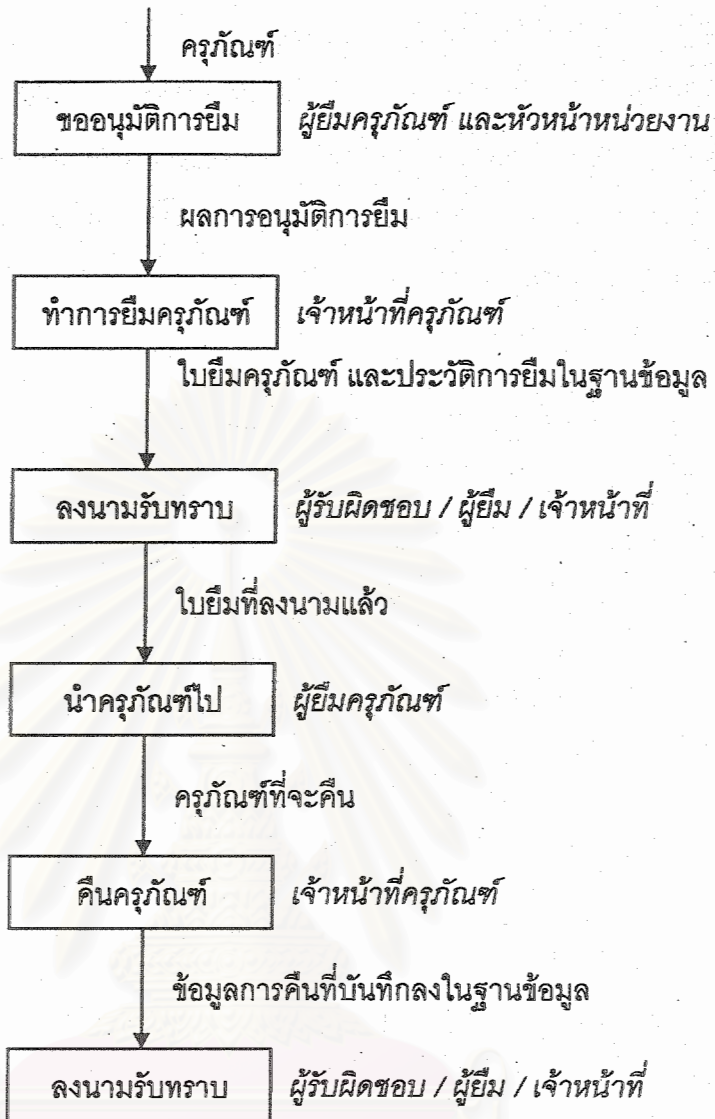 ครุภัณฑ์
ขออนุมัติการยืม ผู้ยืมครุภัณฑ์ และหัวหน้าหน่วยงาน
ผลการอนุมัติการยืม
ทำการยืมครุภัณฑ์ เจ้าหน้าที่ครุภัณฑ์
ใบยืมครุภัณฑ์ และประวัติการยืมในฐานข้อมูล
ลงนามรับทราบ ผู้รับผิดชอบ / ผู้ยืม / เจ้าหน้าที่
ใบยืมที่ลงนามแล้ว
นำครุภัณฑ์ไป ผู้ยืมครุภัณฑ์
ครุภัณฑ์ที่จะคืน
คืนครุภัณฑ์ เจ้าหน้าที่ครุภัณฑ์
ข้อมูลการคืนที่บันทึกลงในฐานข้อมูล
ลงนามรับทราบ ผู้รับผิดชอบ / ผู้ยืม / เจ้าหน้าที่